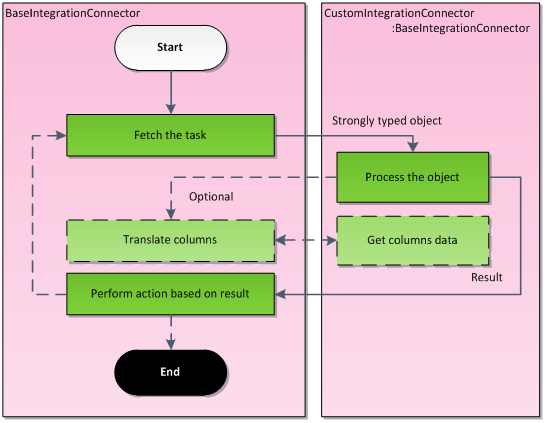 BaseIntegrationConnector
CustomIntegrationConnector
:BaseIntegrationConnector
Start
Fetch the task
Strongly typed object
Process the object
Optional
Translate columns
Get columns data
Result
Perform action based on result
End